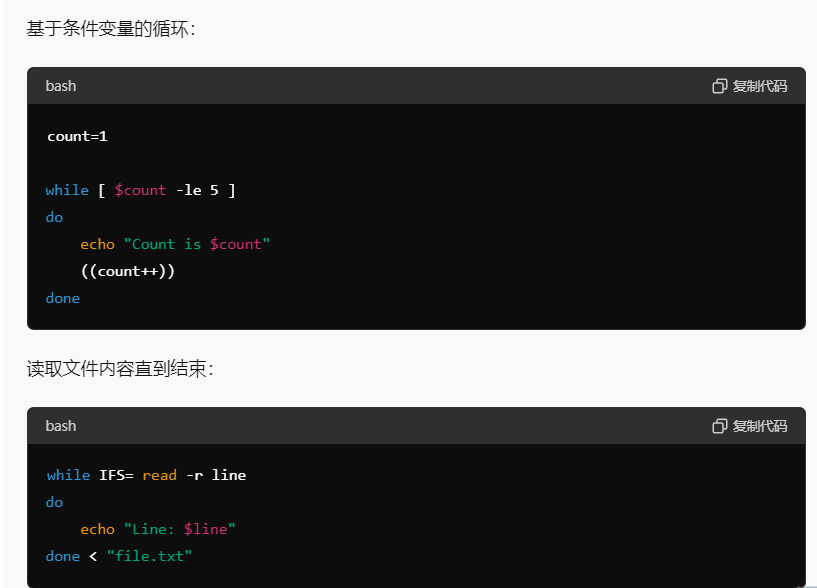 基于条件变量的循环：
bash
复制代码
count=1
while [ $count -le 5 ]
do
    echo "Count is $count"
    ((count++))
done
读取文件内容直到结束：
bash
复制代码
while IFS= read -r line
do
    echo "Line: $line"
done < "file.txt"